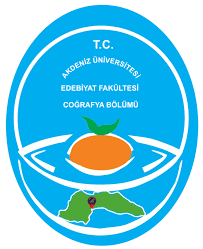 T.C.
AKDENİZ ÜNİVERSİTESİ
EDEBİYAT FAKÜLTESİ
COĞRAFYA BÖLÜMÜ